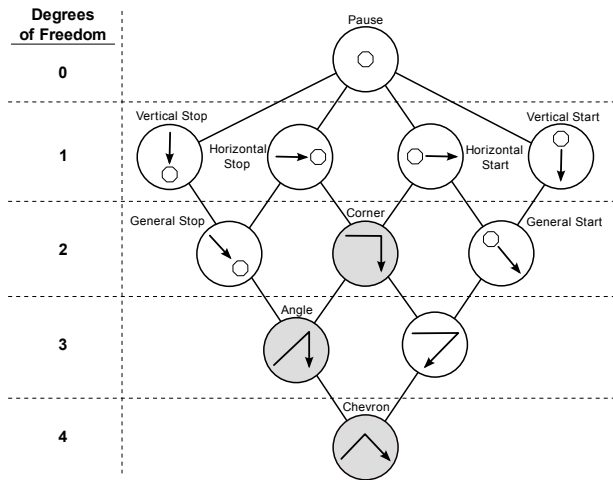 Degrees
of Freedom
Pause
0
Vertical Stop
Vertical Start
1
Horizontal
Stop
Horizontal
Start
General Stop
Corner
General Start
2
Angle
3
Chevron
4